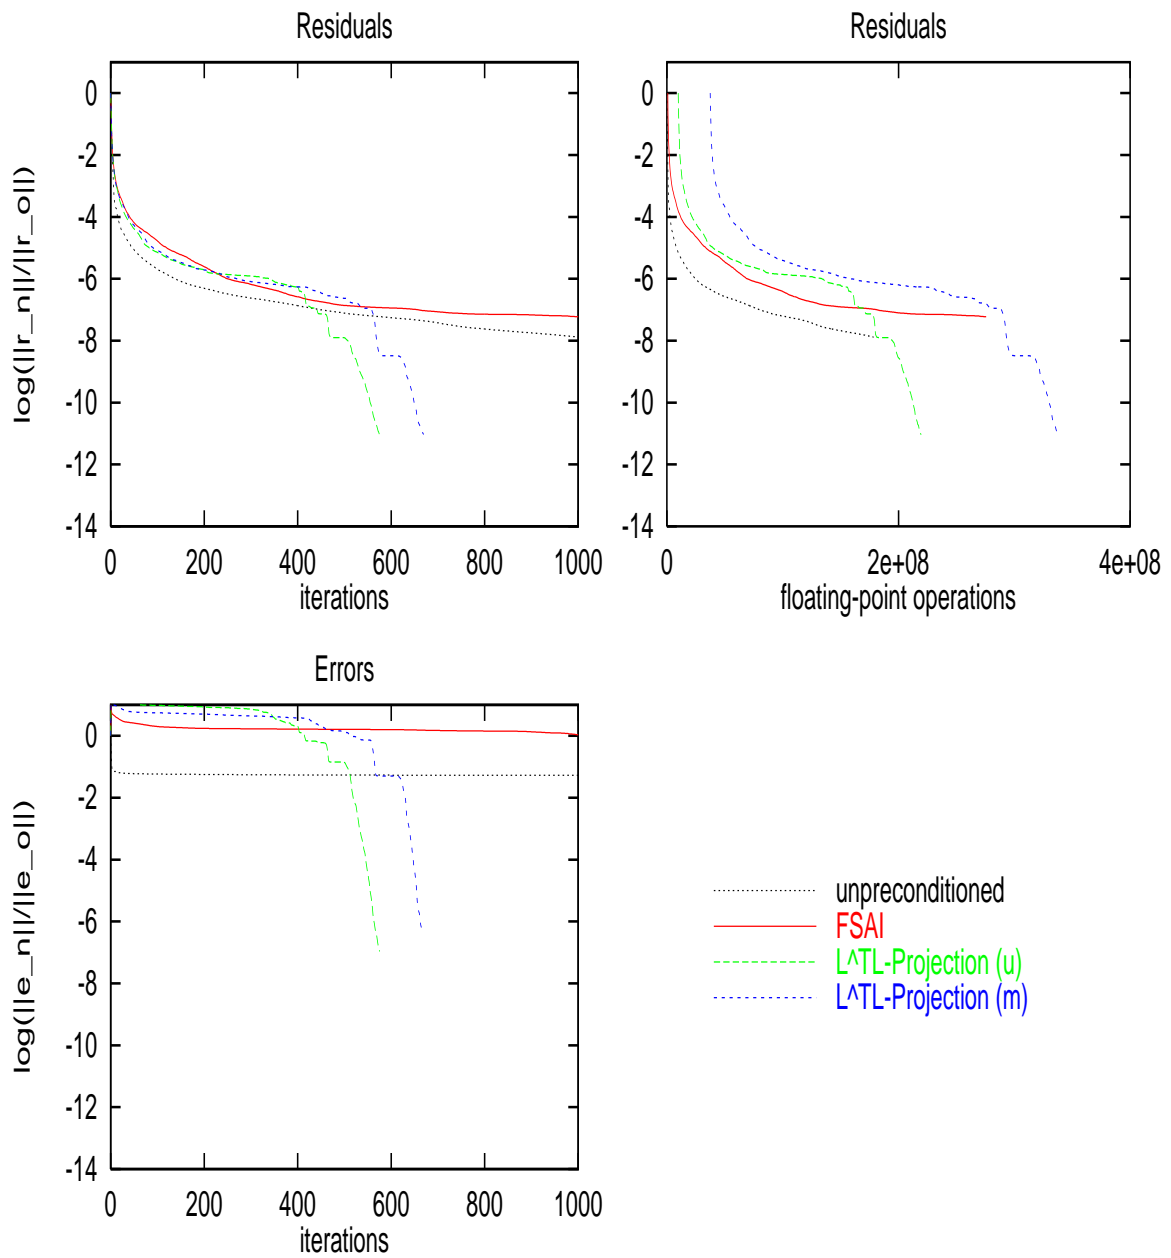 Residuals
0
-2
-4
-6
-8
-10
-12
-14
log(||r_n||/||r_o||)
0 200 400 600 800 1000
iterations
Residuals
0
-2
-4
-6
-8
-10
-12
-14
0 2e+08 4e+08
floating-point operations
Errors
0
-2
-4
-6
-8
-10
-12
-14
log(||e_n||/||e_o||)
0 200 400 600 800 1000
iterations
unpreconditioned
FSAI
L^TL-Projection (u)
L^TL-Projection (m)